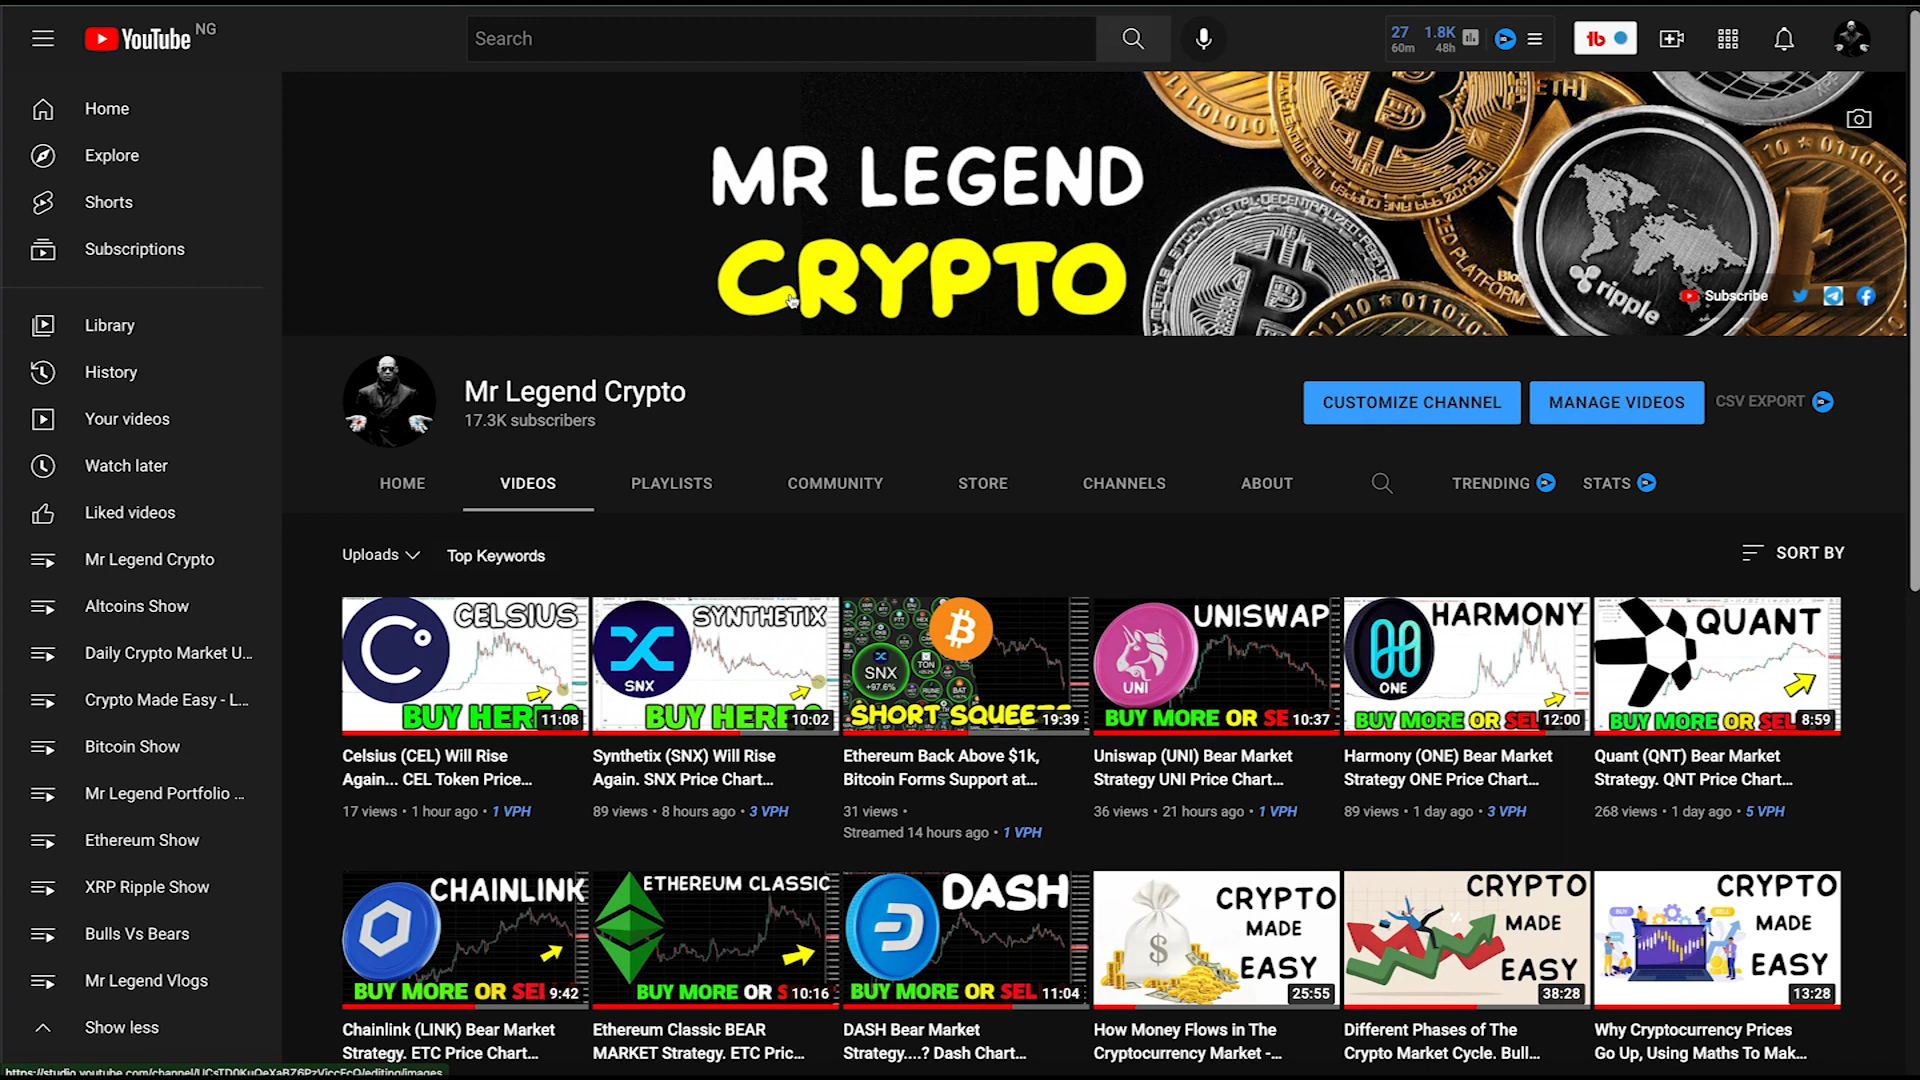 YouTube NG
Search
27 1.8K
60m 48h
Home
Explore
Shorts
Subscriptions
Library
History
Your videos
Watch later
Liked videos
Mr Legend Crypto
Altcoins Show
Daily Crypto Market U...
Crypto Made Easy - L...
Bitcoin Show
Mr Legend Portfolio ...
Ethereum Show
XRP Ripple Show
Bulls Vs Bears
Mr Legend Vlogs
Show less
MR LEGEND
CRYPTO
ripple
Subscribe
Mr Legend Crypto
17.3K subscribers
CUSTOMIZE CHANNEL
MANAGE VIDEOS
CSV EXPORT
HOME VIDEOS PLAYLISTS COMMUNITY STORE CHANNELS ABOUT TRENDING STATS
Uploads Top Keywords
SORT BY
CELSIUS
BUY HERE
11:08
Celsius (CEL) Will Rise
Again... CEL Token Price...
17 views • 1 hour ago • 1 VPH
SYNTHETIX
SNX
BUY HERE
10:02
Synthetix (SNX) Will Rise
Again. SNX Price Chart...
89 views • 8 hours ago • 3 VPH
SNX
+97.6%
TON
SHORT SQUEE
19:39
Ethereum Back Above $1k,
Bitcoin Forms Support at...
31 views •
Streamed 14 hours ago • 1 VPH
UNISWAP
UNI
BUY MORE OR SE
10:37
Uniswap (UNI) Bear Market
Strategy UNI Price Chart...
36 views • 21 hours ago • 1 VPH
HARMONY
ONE
BUY MORE OR SEL
12:00
Harmony (ONE) Bear Market
Strategy ONE Price Chart...
89 views • 1 day ago • 3 VPH
QUANT
BUY MORE OR SEL
8:59
Quant (QNT) Bear Market
Strategy. QNT Price Chart...
268 views • 1 day ago • 5 VPH
CHAINLINK
BUY MORE OR SEI
9:42
Chainlink (LINK) Bear Market
Strategy. ETC Price Chart...
ETHEREUM CLASSIC
BUY MORE OR S
10:16
Ethereum Classic BEAR
MARKET Strategy. ETC Pric...
DASH
BUY MORE OR SEL
11:04
DASH Bear Market
Strategy....? Dash Chart...
CRYPTO
MADE
EASY
25:55
How Money Flows in The
Cryptocurrency Market -...
CRYPTO
MADE
EASY
38:28
Different Phases of The
Crypto Market Cycle. Bull...
CRYPTO
MADE
EASY
BUY
SELL
13:28
Why Cryptocurrency Prices
Go Up, Using Maths To Mak...